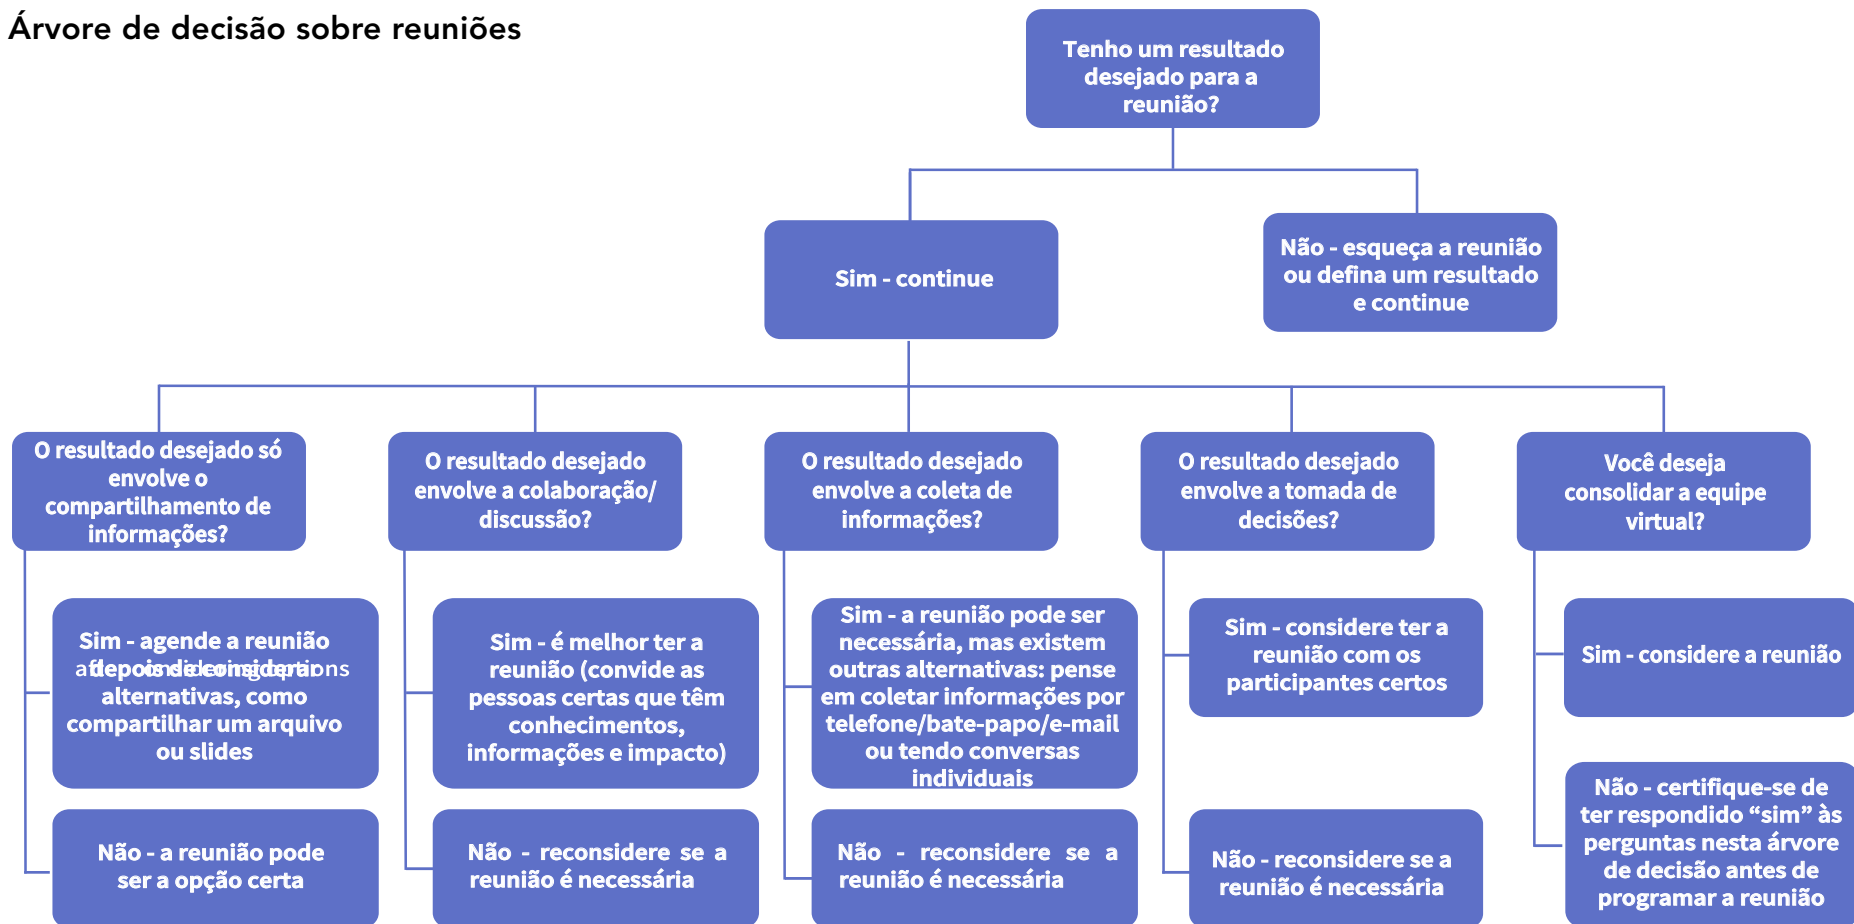 Árvore de decisão sobre reuniões
Tenho um resultado
desejado para a
reunião?
Sim - continue
Não - esqueça a reunião
ou defina um resultado
e continue
O resultado desejado só
envolve o
compartilhamento de
informações?
O resultado desejado
envolve a colaboração/
discussão?
O resultado desejado
envolve a coleta de
informações?
O resultado desejado
envolve a tomada de
decisões?
Você deseja
consolidar a equipe
virtual?
Sim - agende a reunião
depois de considerar
alternativas, como
compartilhar um arquivo
ou slides
Sim - é melhor ter a
reunião (convide as
pessoas certas que têm
conhecimentos,
informações e impacto)
Sim - a reunião pode ser
necessária, mas existem
outras alternativas: pense
em coletar informações por
telefone/bate-papo/e-mail
ou tendo conversas
individuais
Sim - considere ter a
reunião com os
participantes certos
Sim - considere a reunião
Não - a reunião pode
ser a opção certa
Não - reconsidere se a
reunião é necessária
Não - reconsidere se a
reunião é necessária
Não - reconsidere se a
reunião é necessária
Não - certifique-se de
ter respondido “sim” às
perguntas nesta árvore
de decisão antes de
programar a reunião